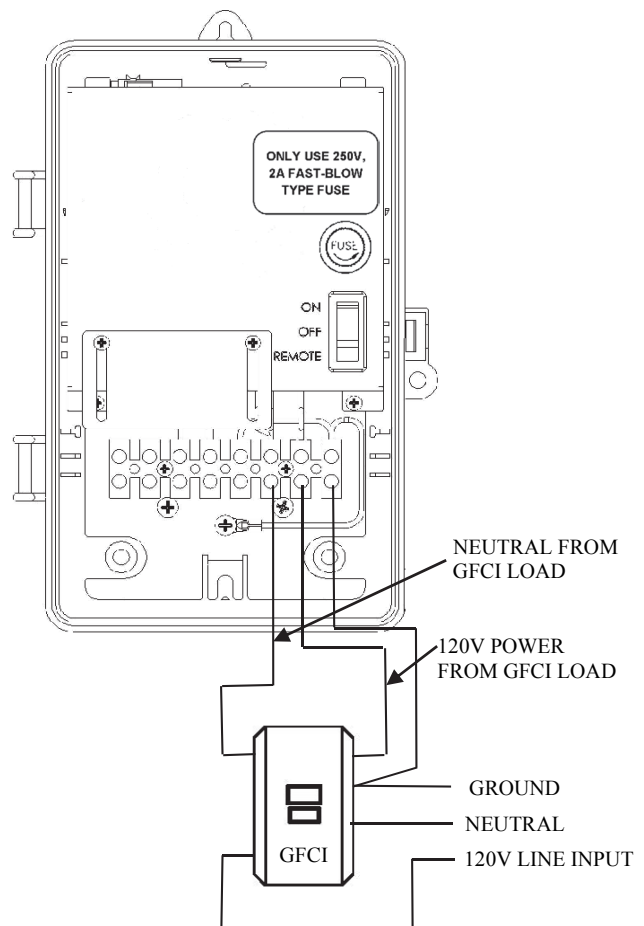 ONLY USE 250V,
2A FAST-BLOW
TYPE FUSE
FUSE
ON
OFF
REMOTE
NEUTRAL FROM
GFCI LOAD
120V POWER
FROM GFCI LOAD
GROUND
NEUTRAL
GFCI
120V LINE INPUT